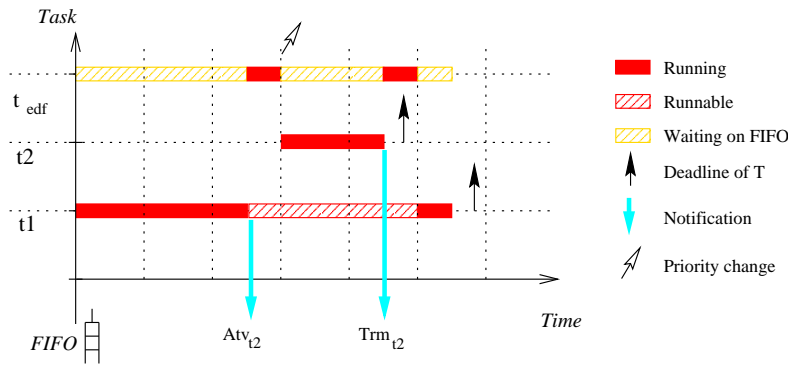 Task
t edf
t2
t1
FIFO
Atv t2
Trm t2
Time
Running
Runnable
Waiting on FIFO
Deadline of T
Notification
Priority change